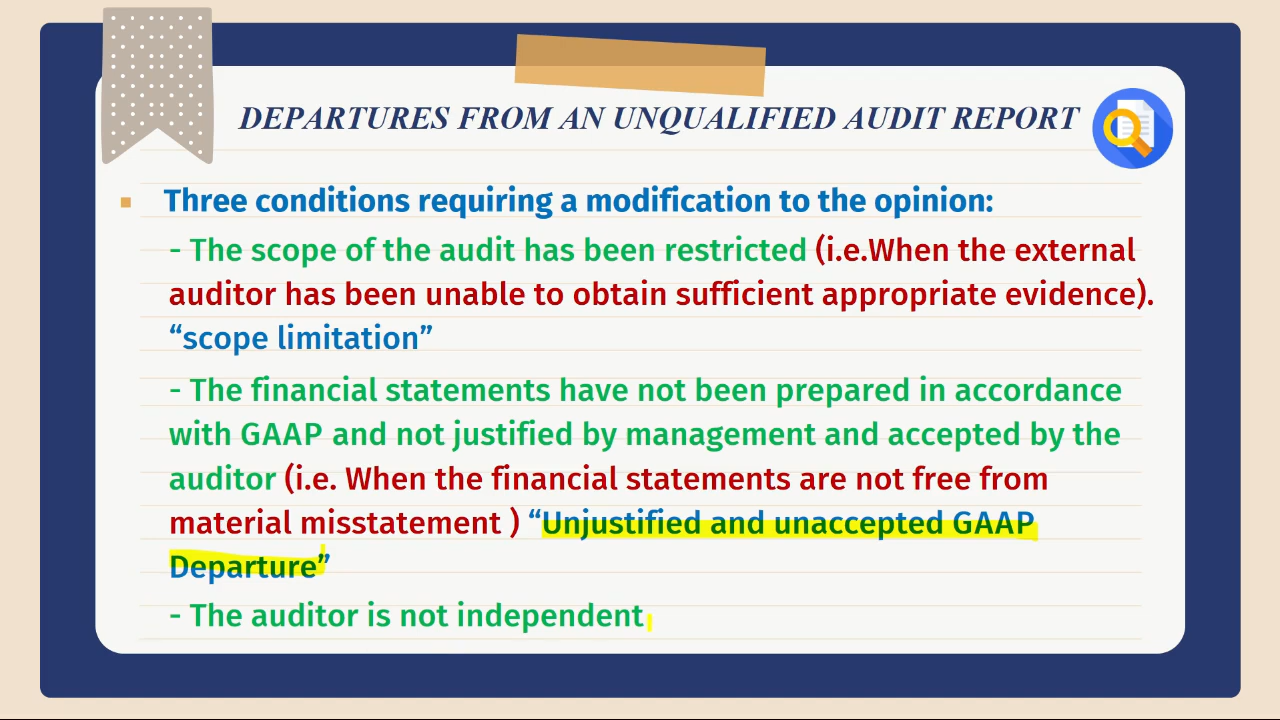 DEPARTURES FROM AN UNQUALIFIED AUDIT REPORT
▪ Three conditions requiring a modification to the opinion:
- The scope of the audit has been restricted (i.e.When the external
auditor has been unable to obtain sufficient appropriate evidence).
“scope limitation”
- The financial statements have not been prepared in accordance
with GAAP and not justified by management and accepted by the
auditor (i.e. When the financial statements are not free from
material misstatement ) “Unjustified and unaccepted GAAP
Departure”
- The auditor is not independent